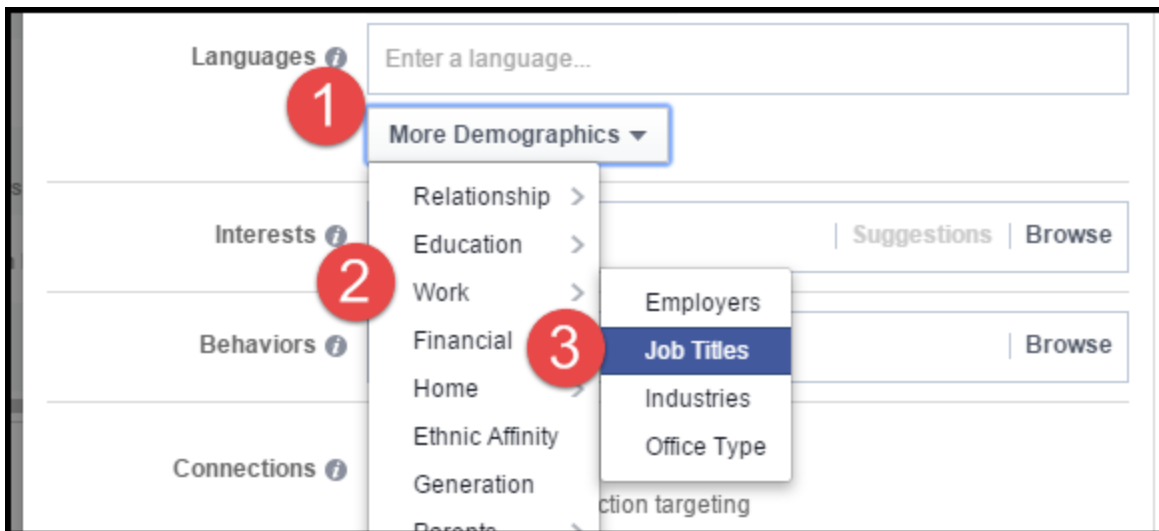 Languages
Enter a language...
1
More Demographics
Relationship
Interests
Suggestions
Browse
Education
2
Work
Employers
Behaviors
Financial
3
Job Titles
Browse
Home
Industries
Ethnic Affinity
Office Type
Connections
Generation
ction targeting
Parents